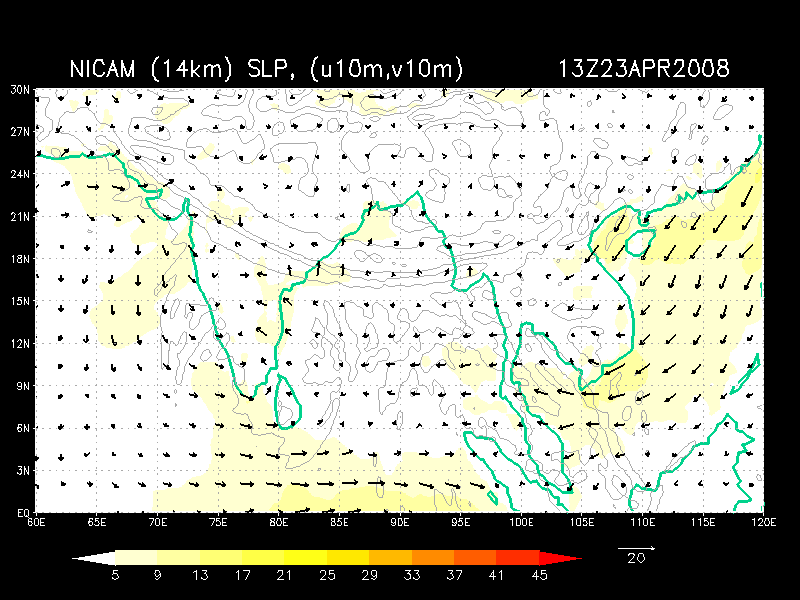 NICAM (14km) SLP, (u10m,v10m) 13Z23APR2008
30N
27N
24N
21N
18N
15N
12N
9N
6N
3N
EQ
60E 65E 70E 75E 80E 85E 90E 95E 100E 105E 110E 115E 120E
5 9 13 17 21 25 29 33 37 41 45
20